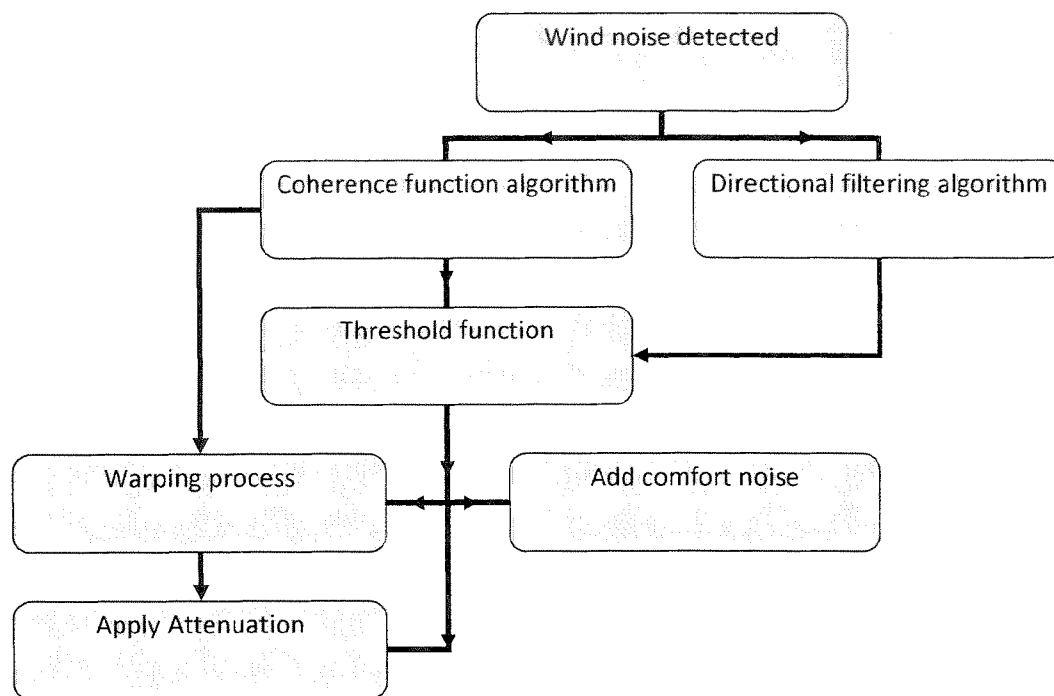 Wind noise detected
Coherence function algorithm
Directional filtering algorithm
Threshold function
Warping process
Add comfort noise
Apply Attenuation